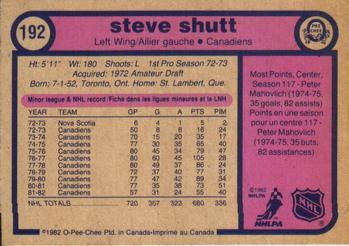 192
steve shutt
O-PEE-CHEE
Left Wing/Ailier gauche • Canadiens
Ht: 5'11" Wt: 180 Shoots: L 1st Pro Season 72-73
Acquired: 1972 Amateur Draft
Born: 7-1-52, Toronto, Ont. Home: St. Lambert, Que.
Minor league & NHL record/Fiche dans les ligues mineures et la LNH
YEAR TEAM GP G A PTS PIM
72-73 Nova Scotia 6 4 1 5 2
72-73 Canadiens 50 8 8 16 24
73-74 Canadiens 70 15 20 35 17
74-75 Canadiens 77 30 35 65 40
75-76 Canadiens 80 45 34 79 47
76-77 Canadiens 80 60 45 105 28
77-78 Canadiens 80 49 37 86 24
78-79 Canadiens 72 37 40 77 31
79-80 Canadiens 77 47 42 89 34
80-81 Canadiens 77 35 38 73 51
81-82 Canadiens 57 31 24 55 40
NHL TOTALS 720 357 323 680 336
Most Points, Center,
Season 117 - Peter
Mahovlich (1974-75,
35 goals, 82 assists)
Points en une saison
pour un centre 117 -
Peter Mahovlich
(1974-75, 35 buts,
82 assistances)
©1982
NHLPA
NHLPA
NHL
©1982 O-Pee-Chee Ptd. in Canada-Imprimé au Canada